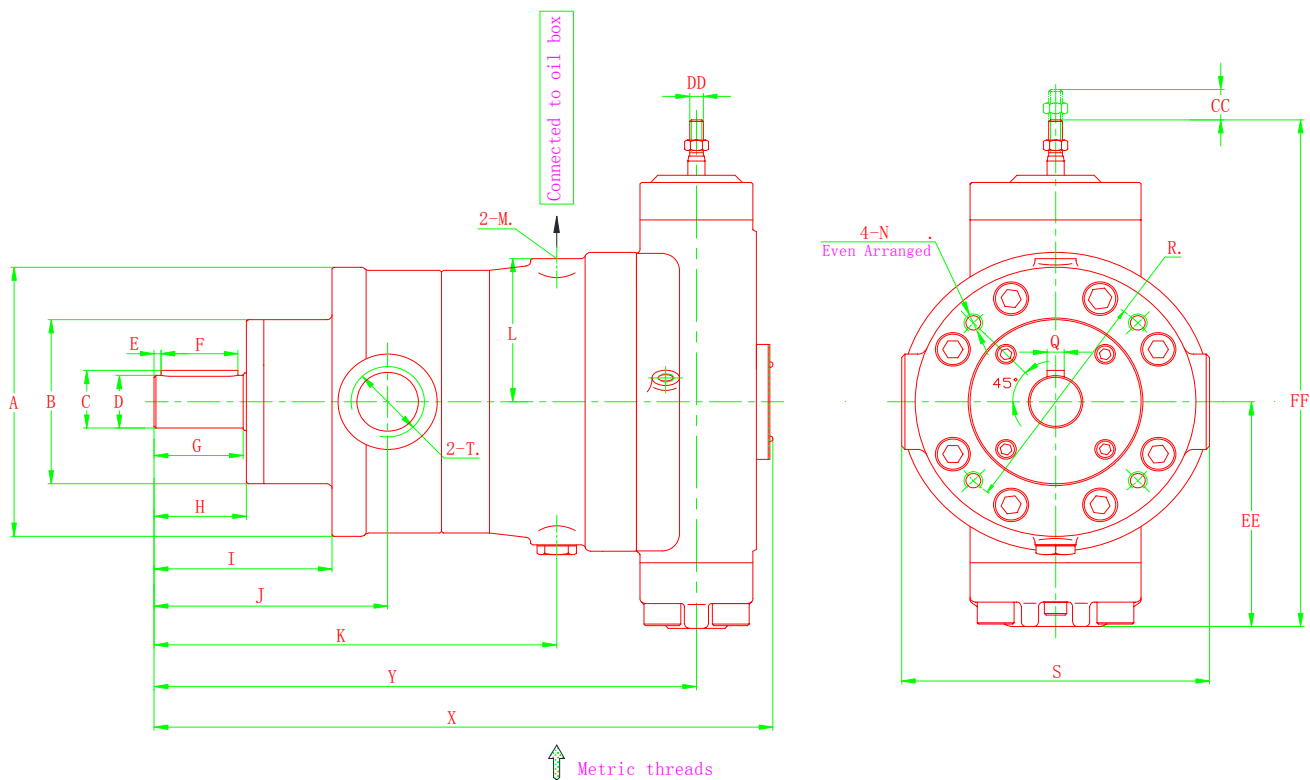 Connected to oil box
DD
CC
2-M.
4-N .
Even Arranged
R.
E
F
L
Q
A
B
C
D
45°
FF
G
2-T.
H
EE
I
J
K
S
Y
X
Metric threads